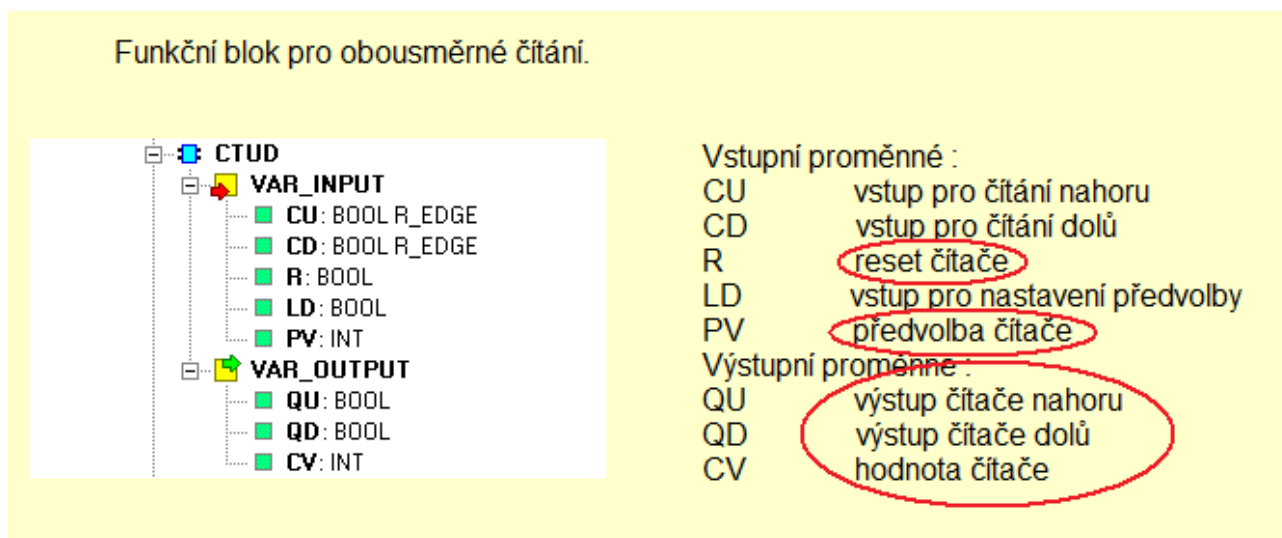 Funkční blok pro obousměrné čítání.
CTUD
VAR_INPUT
CU: BOOL R_EDGE
CD: BOOL R_EDGE
R: BOOL
LD: BOOL
PV: INT
VAR_OUTPUT
QU: BOOL
QD: BOOL
CV: INT
Vstupní proměnné :
CU vstup pro čítání nahoru
CD vstup pro čítání dolů
R reset čítače
LD vstup pro nastavení předvolby
PV předvolba čítače
Výstupní proměnné :
QU výstup čítače nahoru
QD výstup čítače dolů
CV hodnota čítače